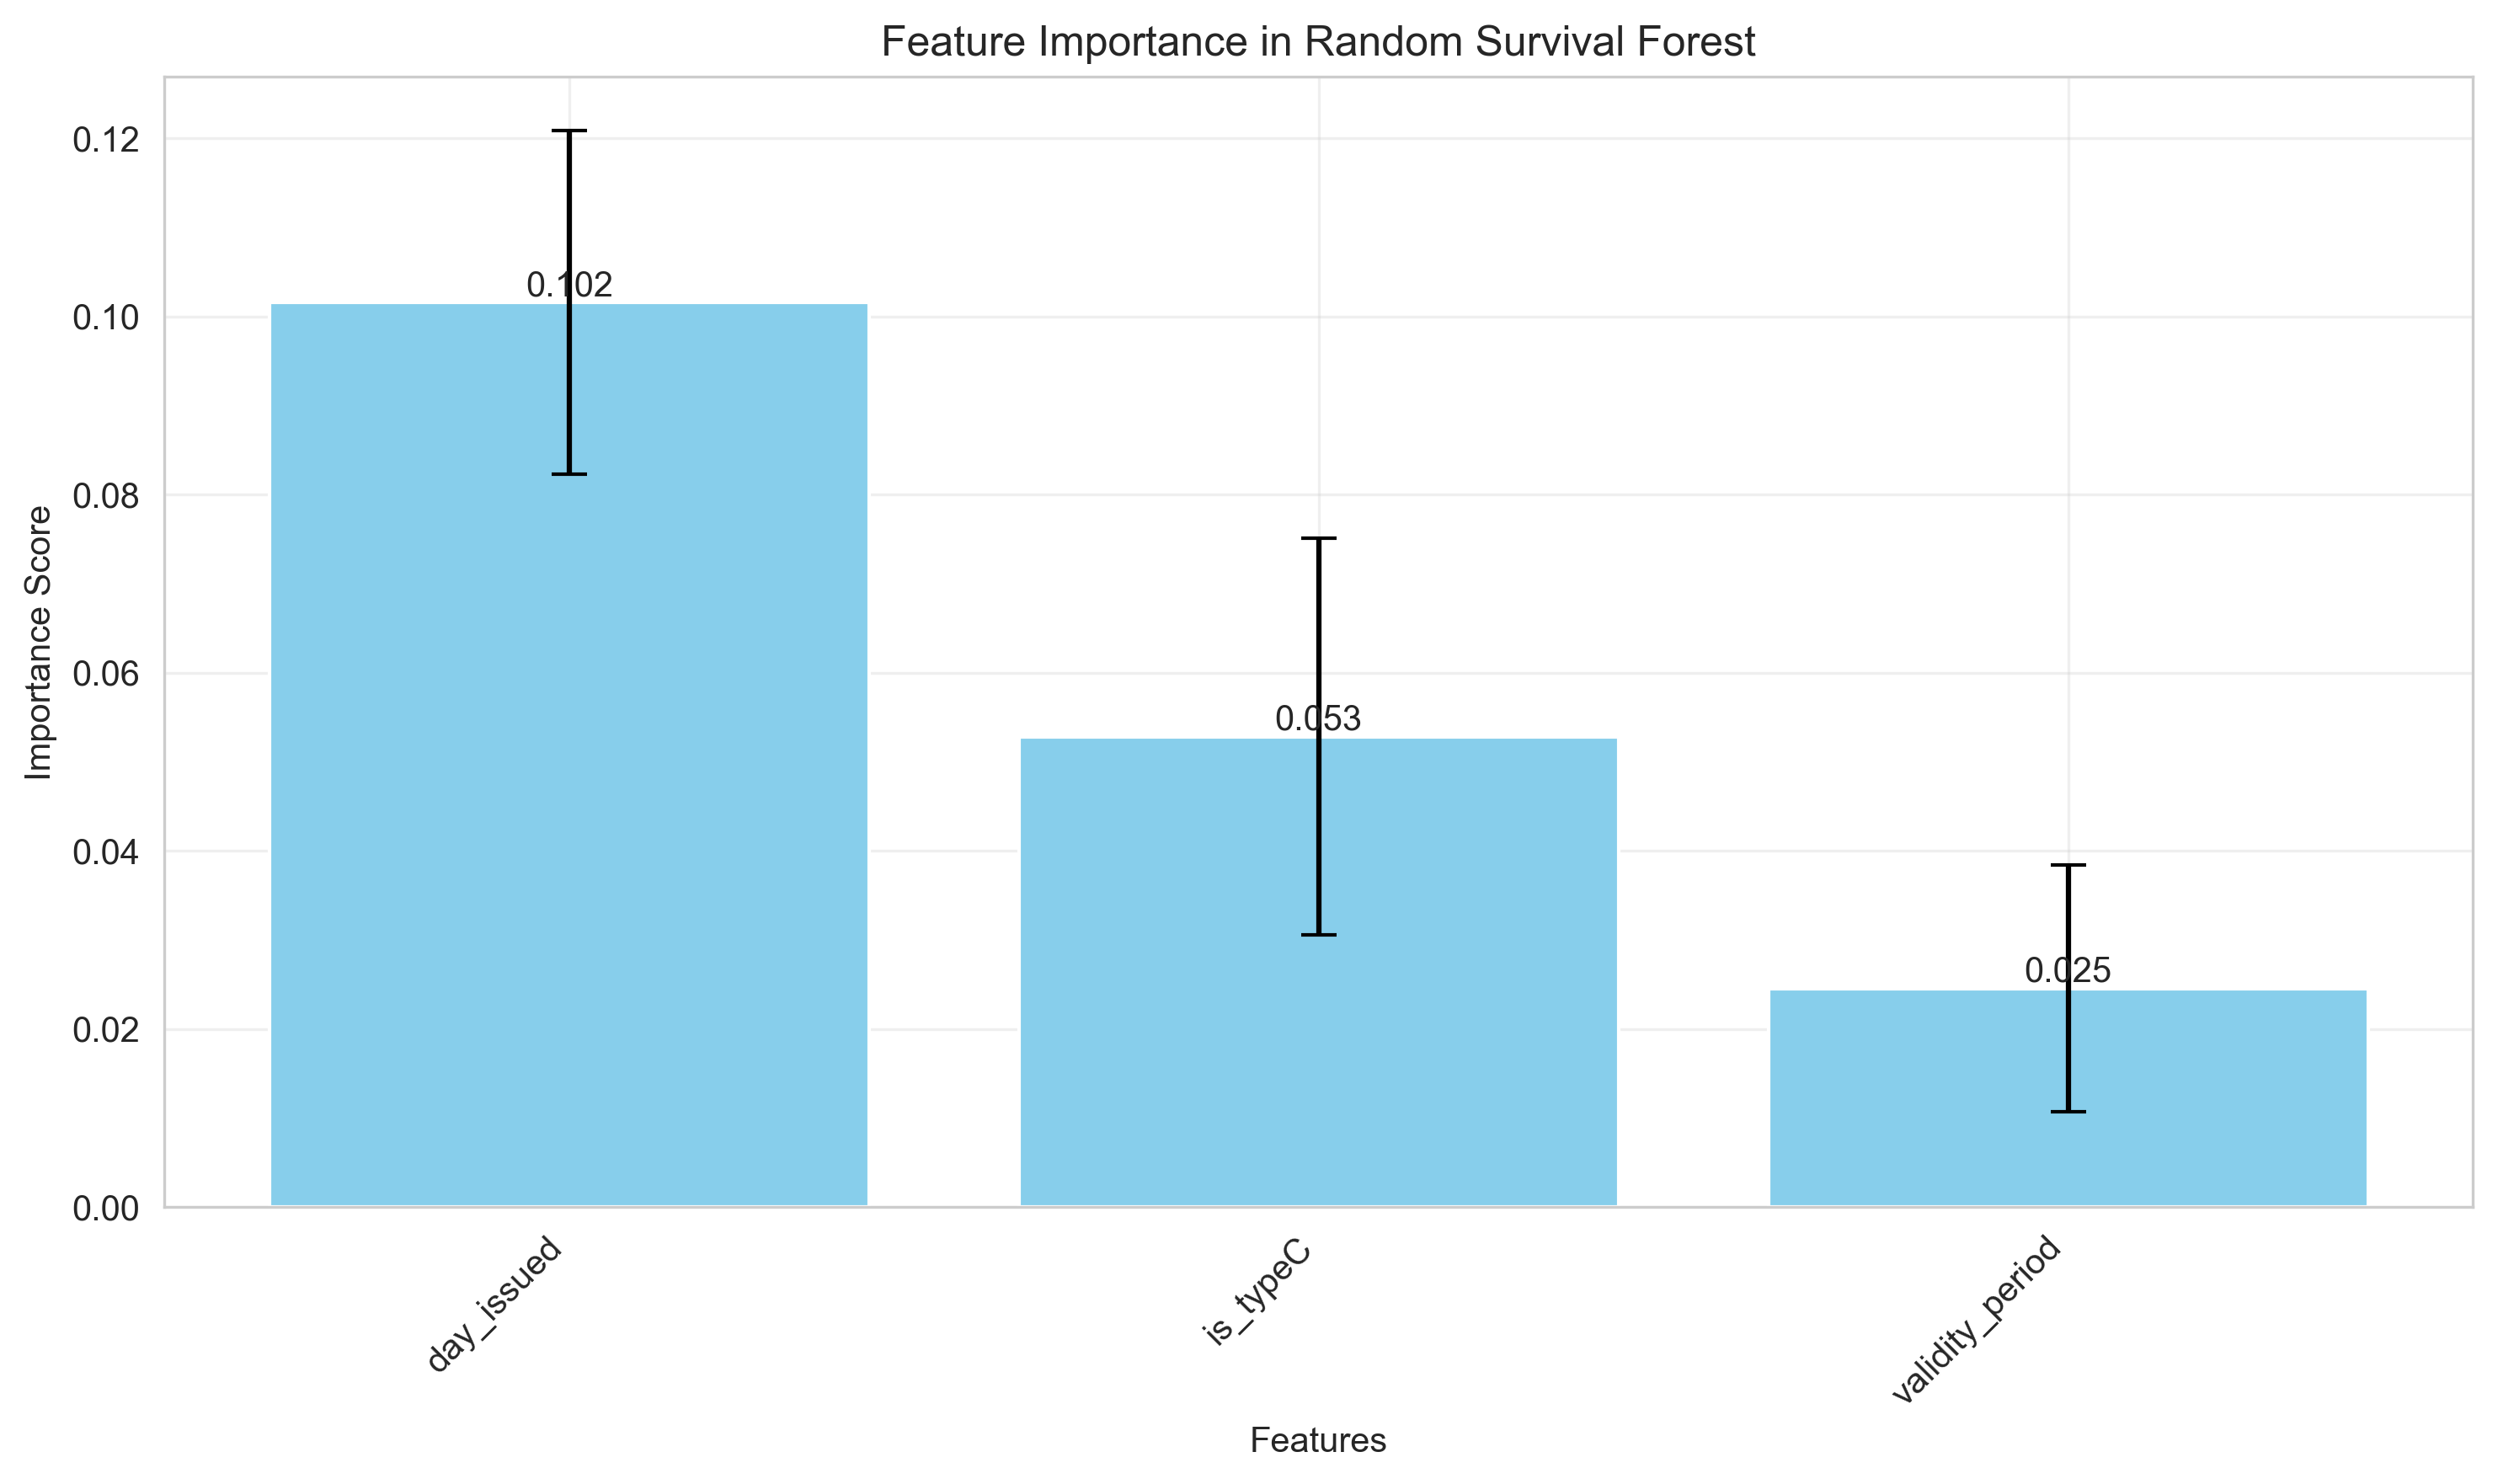 Feature Importance in Random Survival Forest
Importance Score
0.12
0.10
0.08
0.06
0.04
0.02
0.00
0.102
0.053
0.025
day_issued
is_typeC
validity_period
Features